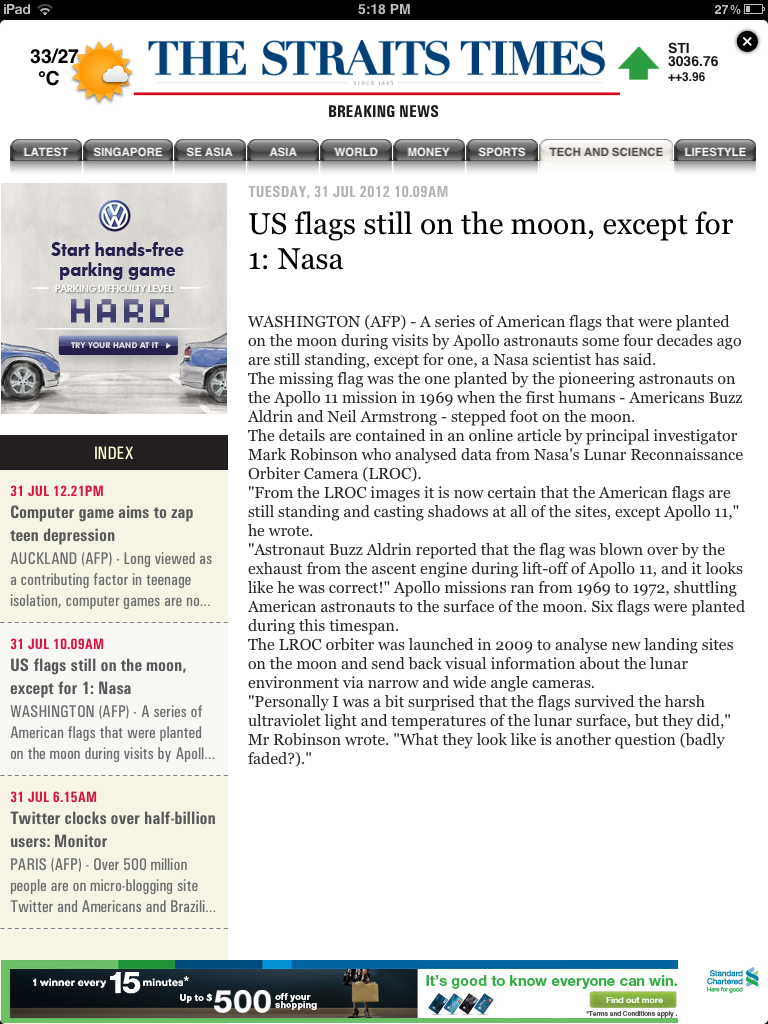 iPad
5:18 PM
27%
33/27
°C
THE STRAITS TIMES
SINCE 1845
STI
3036.76
++3.96
BREAKING NEWS
LATEST
SINGAPORE
SE ASIA
ASIA
WORLD
MONEY
SPORTS
TECH AND SCIENCE
LIFESTYLE
Start hands-free
parking game
PARKING DIFFICULTY LEVEL
HARD
TRY YOUR HAND AT IT
INDEX
31 JUL 12.21PM
Computer game aims to zap
teen depression
AUCKLAND (AFP) - Long viewed as
a contributing factor in teenage
isolation, computer games are no...
31 JUL 10.09AM
US flags still on the moon,
except for 1: Nasa
WASHINGTON (AFP) - A series of
American flags that were planted
on the moon during visits by Apoll...
31 JUL 6.15AM
Twitter clocks over half-billion
users: Monitor
PARIS (AFP) - Over 500 million
people are on micro-blogging site
Twitter and Americans and Brazili...
TUESDAY, 31 JUL 2012 10.09AM
US flags still on the moon, except for
1: Nasa
WASHINGTON (AFP) - A series of American flags that were planted
on the moon during visits by Apollo astronauts some four decades ago
are still standing, except for one, a Nasa scientist has said.
The missing flag was the one planted by the pioneering astronauts on
the Apollo 11 mission in 1969 when the first humans - Americans Buzz
Aldrin and Neil Armstrong - stepped foot on the moon.
The details are contained in an online article by principal investigator
Mark Robinson who analysed data from Nasa's Lunar Reconnaissance
Orbiter Camera (LROC).
"From the LROC images it is now certain that the American flags are
still standing and casting shadows at all of the sites, except Apollo 11,"
he wrote.
"Astronaut Buzz Aldrin reported that the flag was blown over by the
exhaust from the ascent engine during lift-off of Apollo 11, and it looks
like he was correct!" Apollo missions ran from 1969 to 1972, shuttling
American astronauts to the surface of the moon. Six flags were planted
during this timespan.
The LROC orbiter was launched in 2009 to analyse new landing sites
on the moon and send back visual information about the lunar
environment via narrow and wide angle cameras.
"Personally I was a bit surprised that the flags survived the harsh
ultraviolet light and temperatures of the lunar surface, but they did,"
Mr Robinson wrote. "What they look like is another question (badly
faded?)."
1 winner every 15 minutes*
Up to $500 off your shopping
It's good to know everyone can win.
Find out more
*Terms and Conditions apply.
Standard
Chartered
Here for good